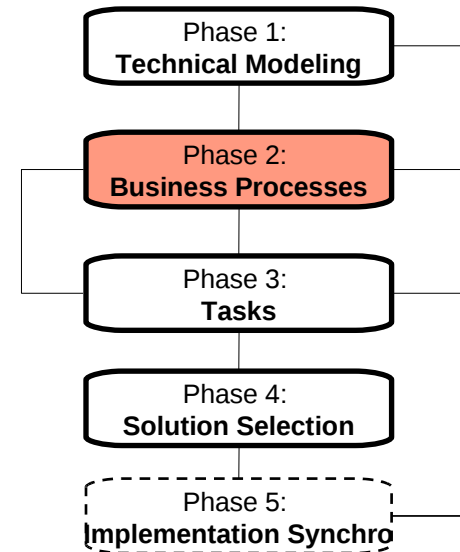 Phase 1:
Technical Modeling
Phase 2:
Business Processes
Phase 3:
Tasks
Phase 4:
Solution Selection
Phase 5:
Implementation Synchro